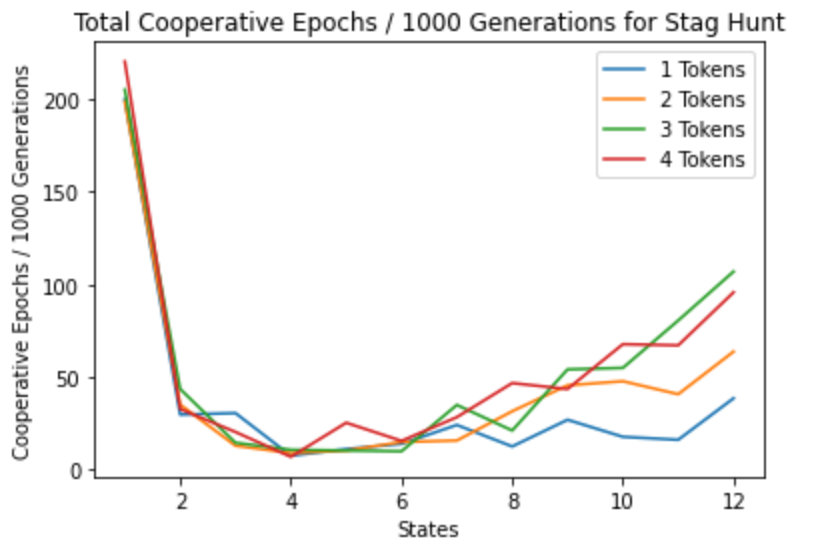 Total Cooperative Epochs / 1000 Generations for Stag Hunt
Cooperative Epochs / 1000 Generations
200
150
100
50
0
1 Tokens
2 Tokens
3 Tokens
4 Tokens
2
4
6
8
10
12
States